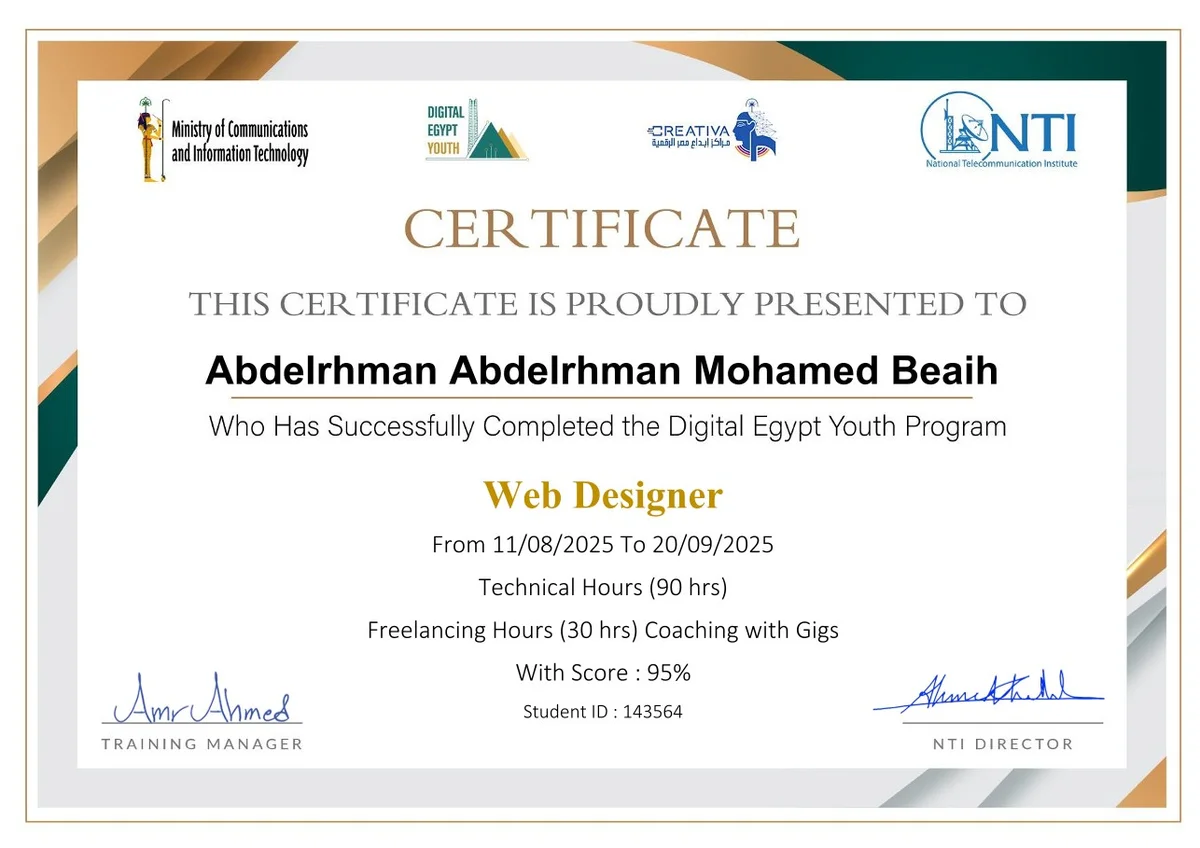 Ministry of Communications
and Information Technology
DIGITAL
EGYPT
YOUTH
CREATIVA
مراكز إبداع مصر الرقمية
NTI
National Telecommunication Institute
CERTIFICATE
THIS CERTIFICATE IS PROUDLY PRESENTED TO
Abdelrhman Abdelrhman Mohamed Beaih
Who Has Successfully Completed the Digital Egypt Youth Program
Web Designer
From 11/08/2025 To 20/09/2025
Technical Hours (90 hrs)
Freelancing Hours (30 hrs) Coaching with Gigs
With Score : 95%
Student ID : 143564
Amr Ahmed
TRAINING MANAGER
NTI DIRECTOR